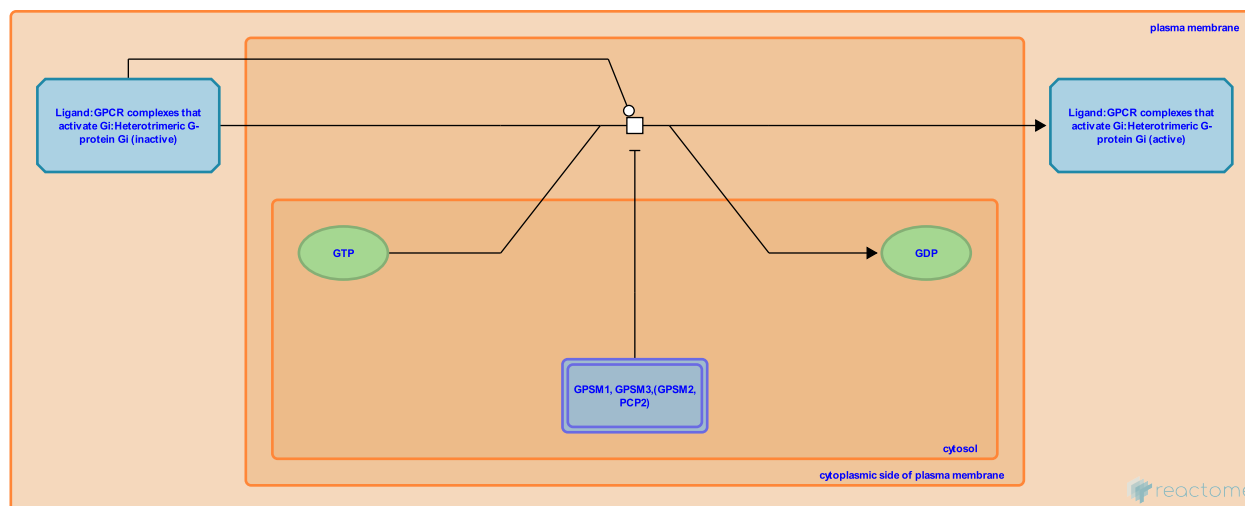 plasma membrane
Ligand:GPCR complexes that
activate Gi:Heterotrimeric G-
protein Gi (inactive)
Ligand:GPCR complexes that
activate Gi:Heterotrimeric G-
protein Gi (active)
GTP
GDP
GPSM1, GPSM3,(GPSM2,
PCP2)
cytosol
cytoplasmic side of plasma membrane
reactome